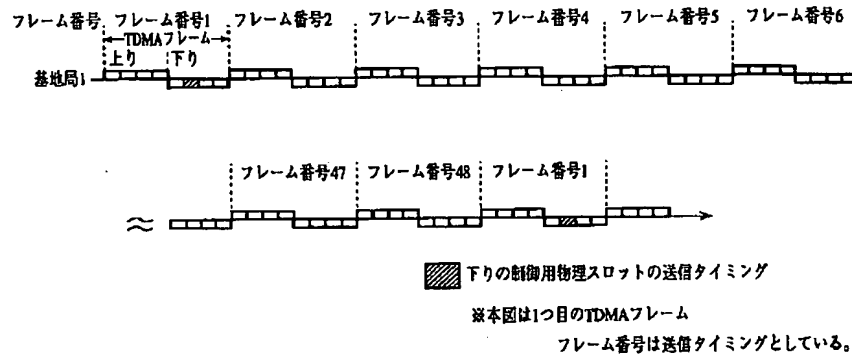 フレーム番号 フレーム番号1 フレーム番号2 フレーム番号3 フレーム番号4 フレーム番号5 フレーム番号6
TDMAフレーム
上り 下り
基地局1
フレーム番号47 フレーム番号48 フレーム番号1
≈
下りの制御用物理スロットの送信タイミング
※本図は1つ目のTDMAフレーム
フレーム番号は送信タイミングとしている。